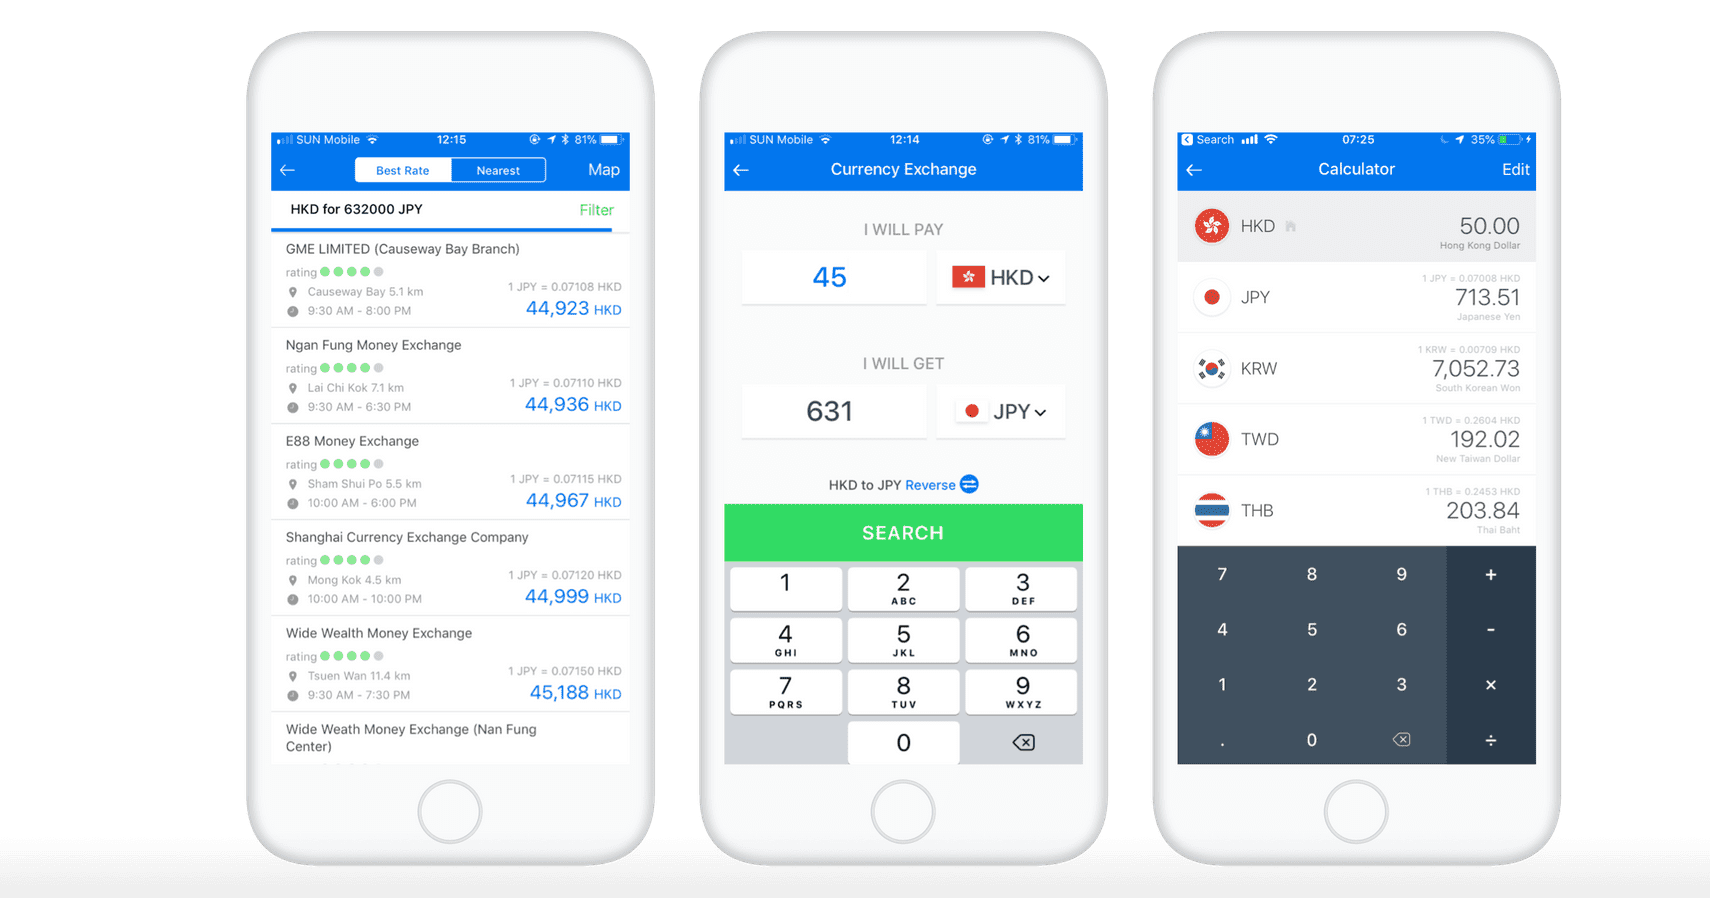 SUN Mobile 12:15 81%
Best Rate Nearest Map
HKD for 632000 JPY Filter
GME LIMITED (Causeway Bay Branch)
rating
Causeway Bay 5.1 km 1 JPY = 0.07108 HKD
9:30 AM - 8:00 PM 44,923 HKD
Ngan Fung Money Exchange
rating
Lai Chi Kok 7.1 km 1 JPY = 0.07110 HKD
9:30 AM - 6:30 PM 44,936 HKD
E88 Money Exchange
rating
Sham Shui Po 5.5 km 1 JPY = 0.07115 HKD
10:00 AM - 6:00 PM 44,967 HKD
Shanghai Currency Exchange Company
rating
Mong Kok 4.5 km 1 JPY = 0.07120 HKD
10:00 AM - 10:00 PM 44,999 HKD
Wide Wealth Money Exchange
rating
Tsuen Wan 11.4 km 1 JPY = 0.07150 HKD
9:30 AM - 7:30 PM 45,188 HKD
Wide Weath Money Exchange (Nan Fung
Center)
SUN Mobile 12:14 81%
Currency Exchange
I WILL PAY
45 HKD
I WILL GET
631 JPY
HKD to JPY Reverse
SEARCH
1 2 3
ABC DEF
4 5 6
GHI JKL MNO
7 8 9
PQRS TUV WXYZ
0
Search 07:25 35%
Calculator Edit
HKD 50.00
Hong Kong Dollar
1 JPY = 0.07008 HKD
JPY 713.51
Japanese Yen
1 KRW = 0.00709 HKD
KRW 7,052.73
South Korean Won
1 TWD = 0.2604 HKD
TWD 192.02
New Taiwan Dollar
1 THB = 0.2453 HKD
THB 203.84
Thai Baht
7 8 9 +
4 5 6 -
1 2 3 ×
. 0 ÷